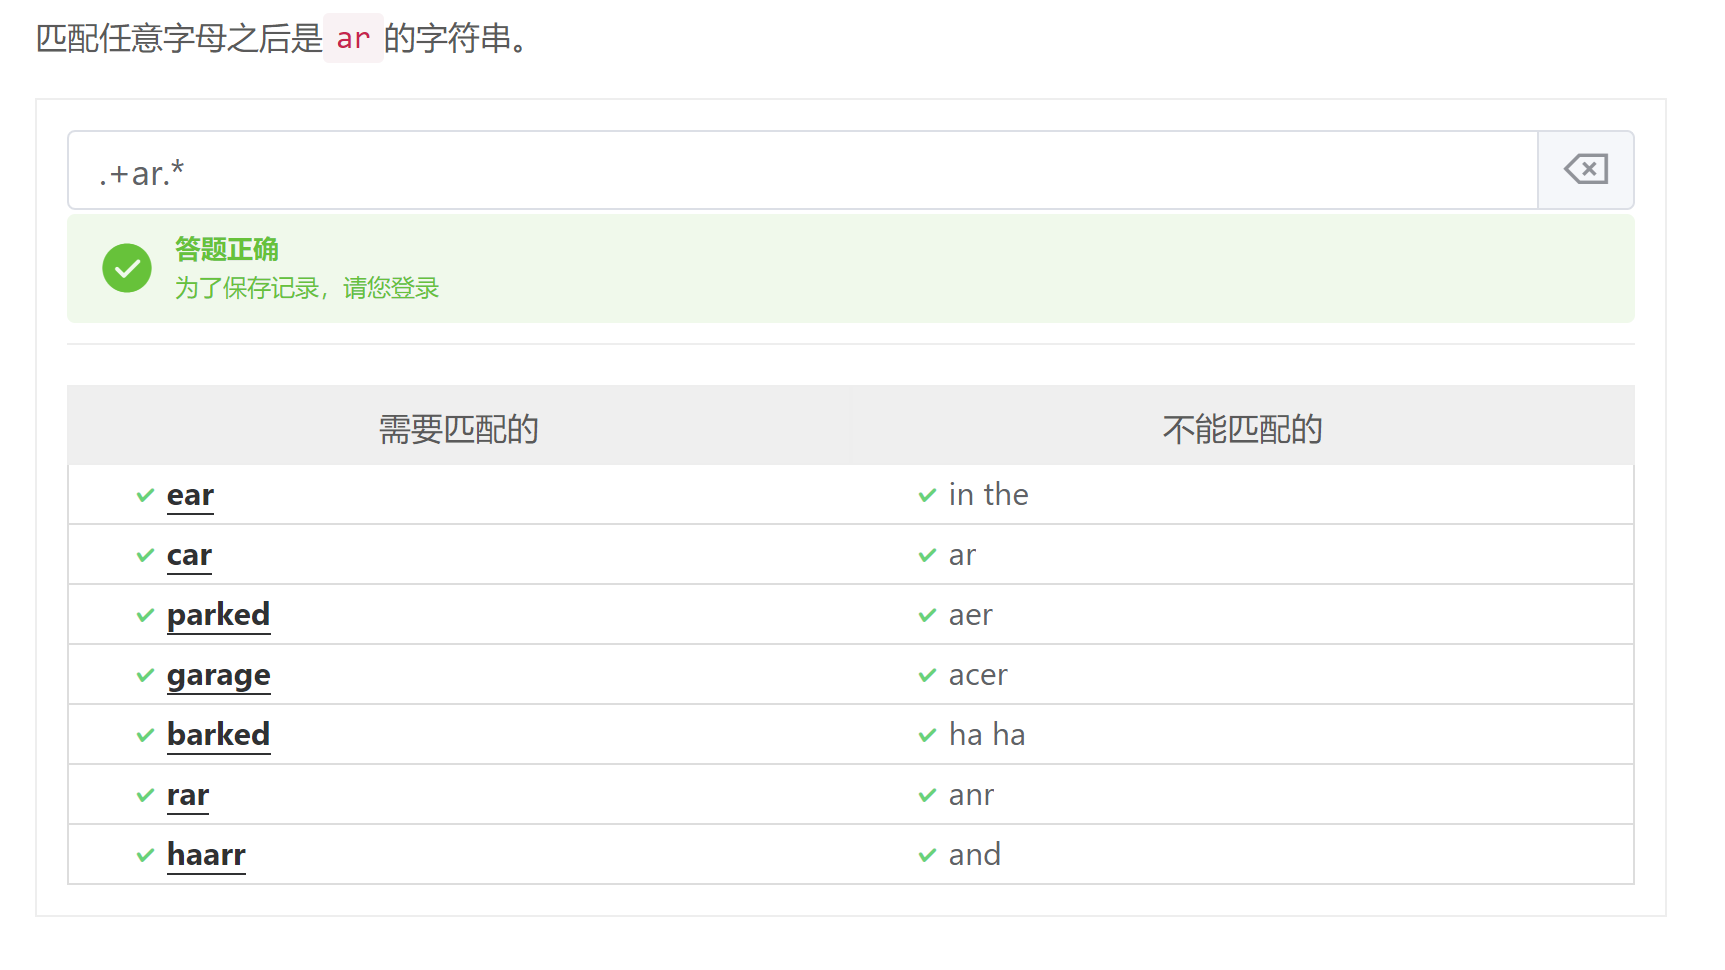 匹配任意字母之后是 ar 的字符串。
.+ar.*
答题正确
为了保存记录，请您登录
需要匹配的 不能匹配的
ear in the
car ar
parked aer
garage acer
barked ha ha
rar anr
haarr and